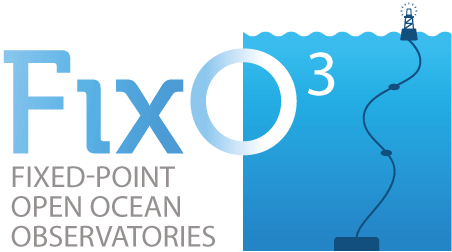 FixO³
FIXED-POINT
OPEN OCEAN
OBSERVATORIES